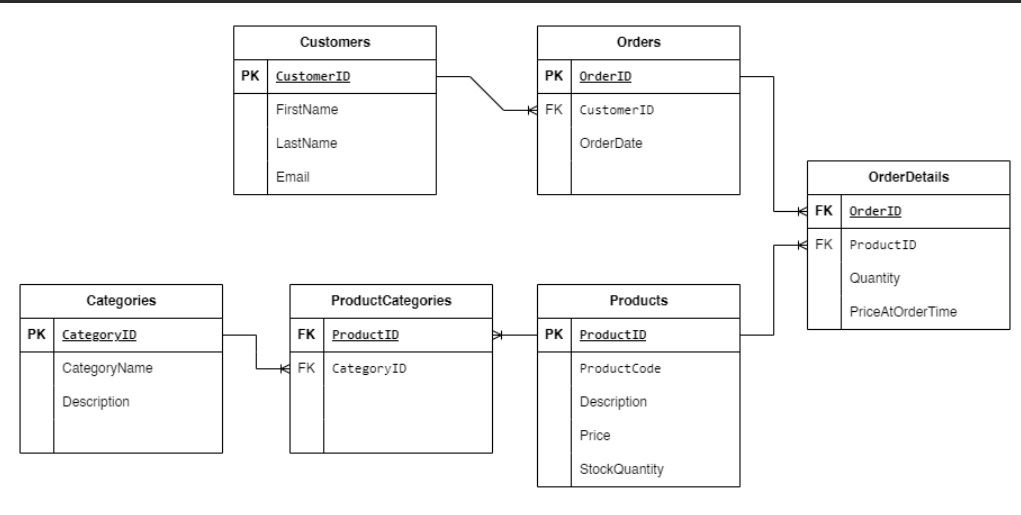 Customers
PK CustomerID
FirstName
LastName
Email
Orders
PK OrderID
FK CustomerID
OrderDate
OrderDetails
FK OrderID
FK ProductID
Quantity
PriceAtOrderTime
Categories
PK CategoryID
CategoryName
Description
ProductCategories
FK ProductID
FK CategoryID
Products
PK ProductID
ProductCode
Description
Price
StockQuantity